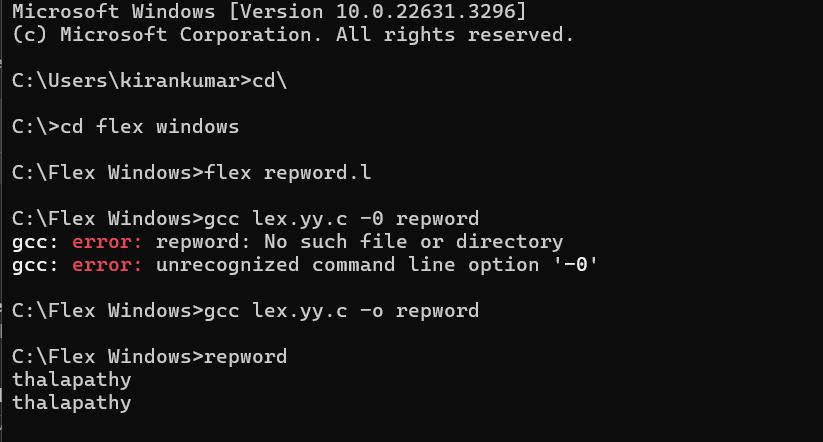 Microsoft Windows [Version 10.0.22631.3296]
(c) Microsoft Corporation. All rights reserved.
C:\Users\kirankumar>cd\
C:\>cd flex windows
C:\Flex Windows>flex repword.l
C:\Flex Windows>gcc lex.yy.c -0 repword
gcc: error: repword: No such file or directory
gcc: error: unrecognized command line option '-0'
C:\Flex Windows>gcc lex.yy.c -o repword
C:\Flex Windows>repword
thalapathy
thalapathy